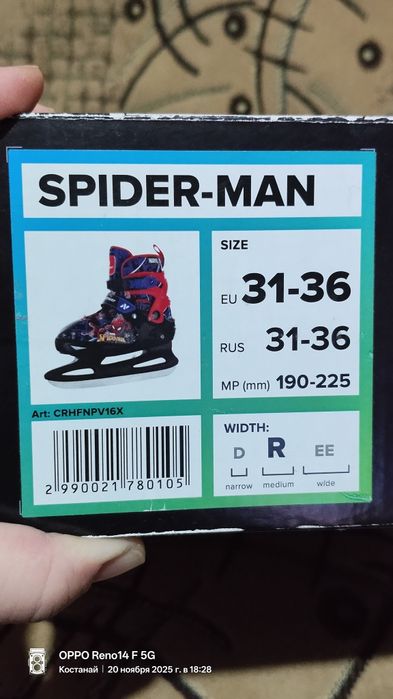 SPIDER-MAN
SIZE
EU 31-36
RUS 31-36
MP (mm) 190-225
Art: CRHFNPV16X
2 990021 780105
WIDTH:
D R EE
narrow medium wide
OPPO Reno14 F 5G
Костанай | 20 ноября 2025 г. в 18:28